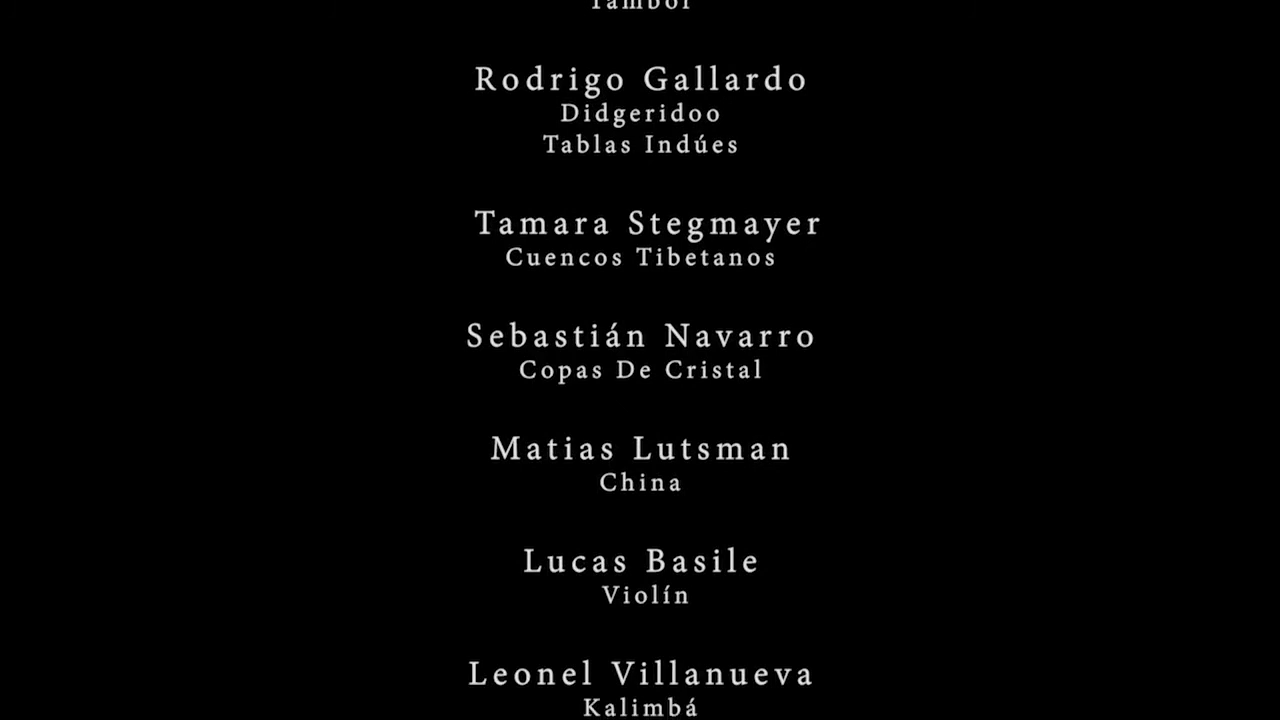 Tambor
Rodrigo Gallardo
Didgeridoo
Tablas Indúes
Tamara Stegmayer
Cuencos Tibetanos
Sebastián Navarro
Copas De Cristal
Matias Lutsman
China
Lucas Basile
Violín
Leonel Villanueva
Kalimbá